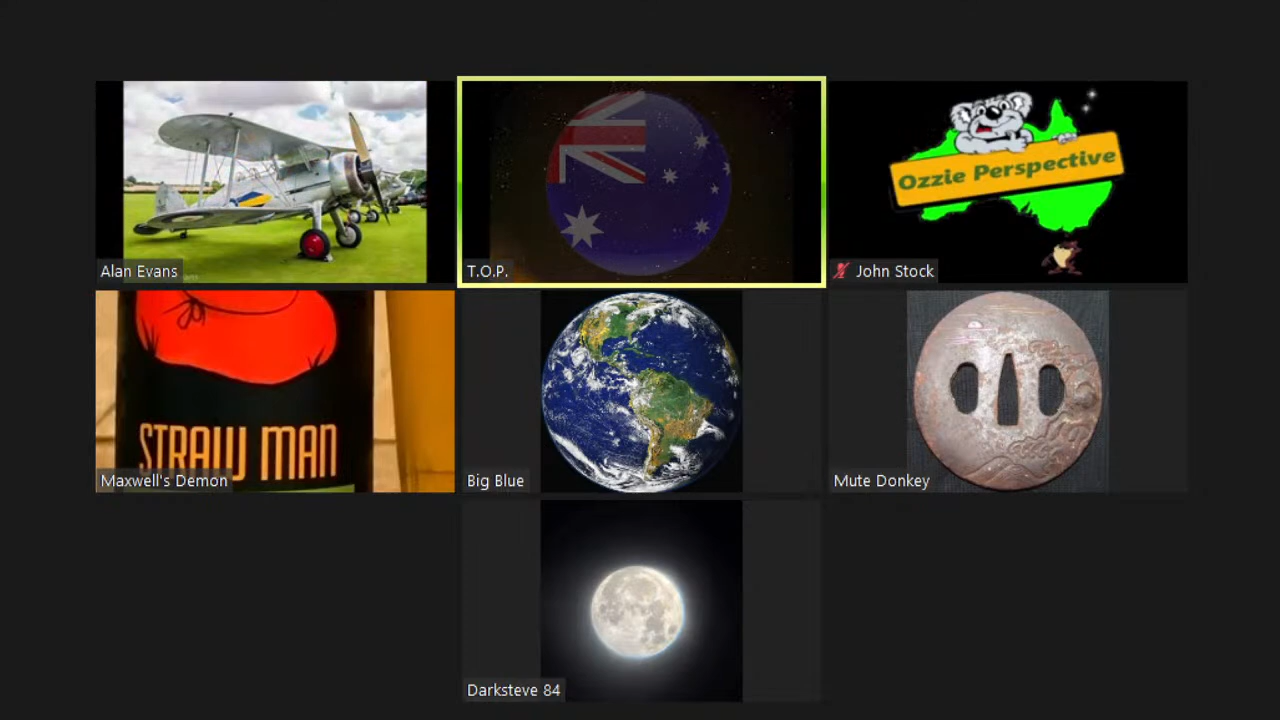 Ozzie Perspective
Alan Evans
T.O.P.
John Stock
STRAW MAN
Maxwell's Demon
Big Blue
Mute Donkey
Darksteve 84